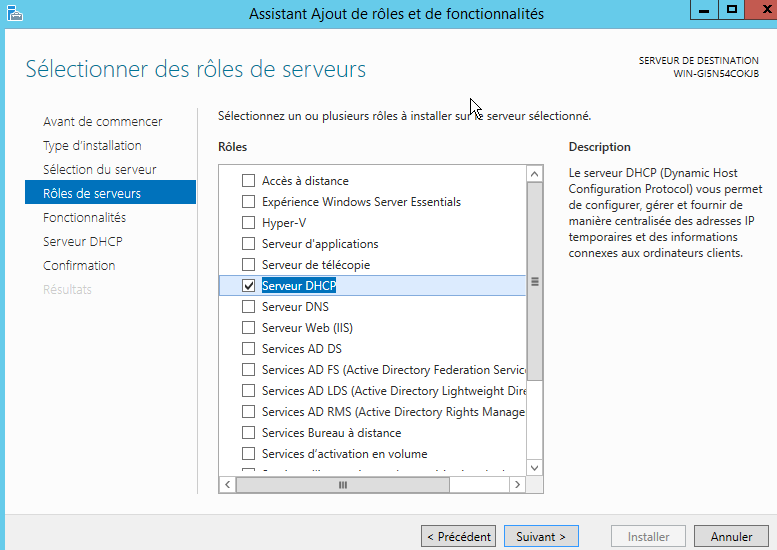 Assistant Ajout de rôles et de fonctionnalités
Sélectionner des rôles de serveurs
SERVEUR DE DESTINATION
WIN-GI5N54COKJB
Avant de commencer
Type d'installation
Sélection du serveur
Rôles de serveurs
Fonctionnalités
Serveur DHCP
Confirmation
Résultats
Sélectionnez un ou plusieurs rôles à installer sur le serveur sélectionné.
Rôles
Accès à distance
Expérience Windows Server Essentials
Hyper-V
Serveur d'applications
Serveur de télécopie
Serveur DHCP
Serveur DNS
Serveur Web (IIS)
Services AD DS
Services AD FS (Active Directory Federation Servic
Services AD LDS (Active Directory Lightweight Dire
Services AD RMS (Active Directory Rights Manage
Services Bureau à distance
Services d'activation en volume
Description
Le serveur DHCP (Dynamic Host
Configuration Protocol) vous permet
de configurer, gérer et fournir de
manière centralisée des adresses IP
temporaires et des informations
connexes aux ordinateurs clients.
< Précédent
Suivant >
Installer
Annuler